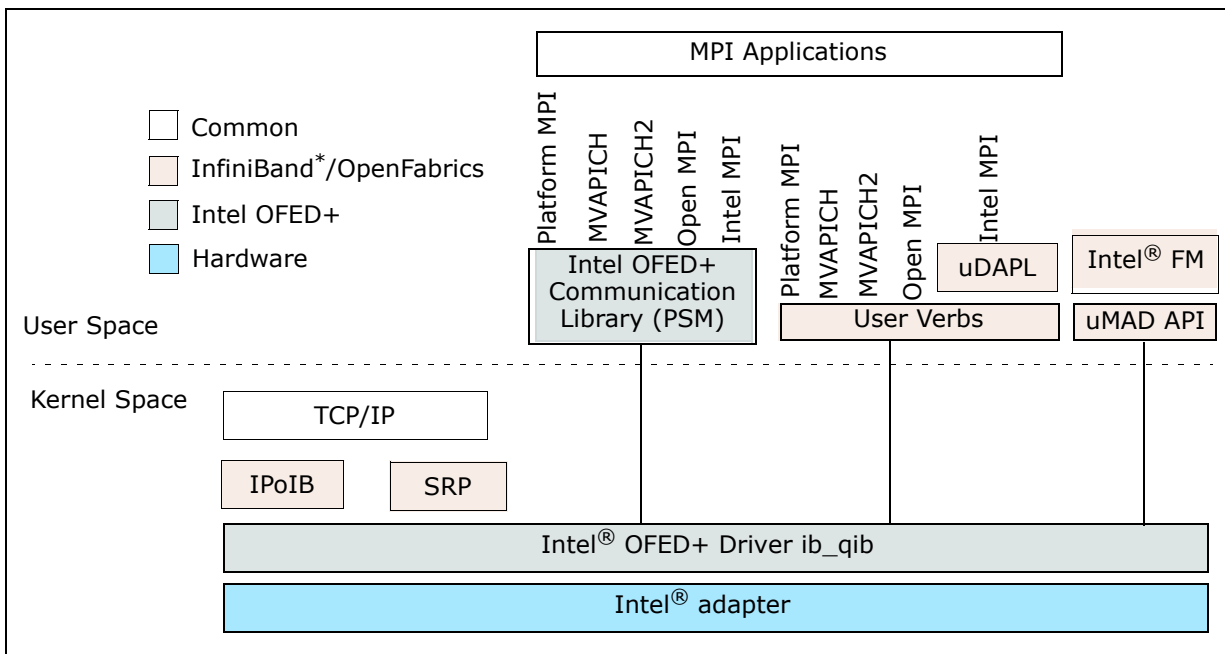 MPI Applications
Common
InfiniBand*/OpenFabrics
Intel OFED+
Hardware
Platform MPI
MVAPICH
MVAPICH2
Open MPI
Intel MPI
Platform MPI
MVAPICH
MVAPICH2
Open MPI
Intel MPI
Intel OFED+
Communication
Library (PSM)
uDAPL
Intel® FM
User Verbs
uMAD API
User Space
Kernel Space
TCP/IP
IPoIB
SRP
Intel® OFED+ Driver ib_qib
Intel® adapter